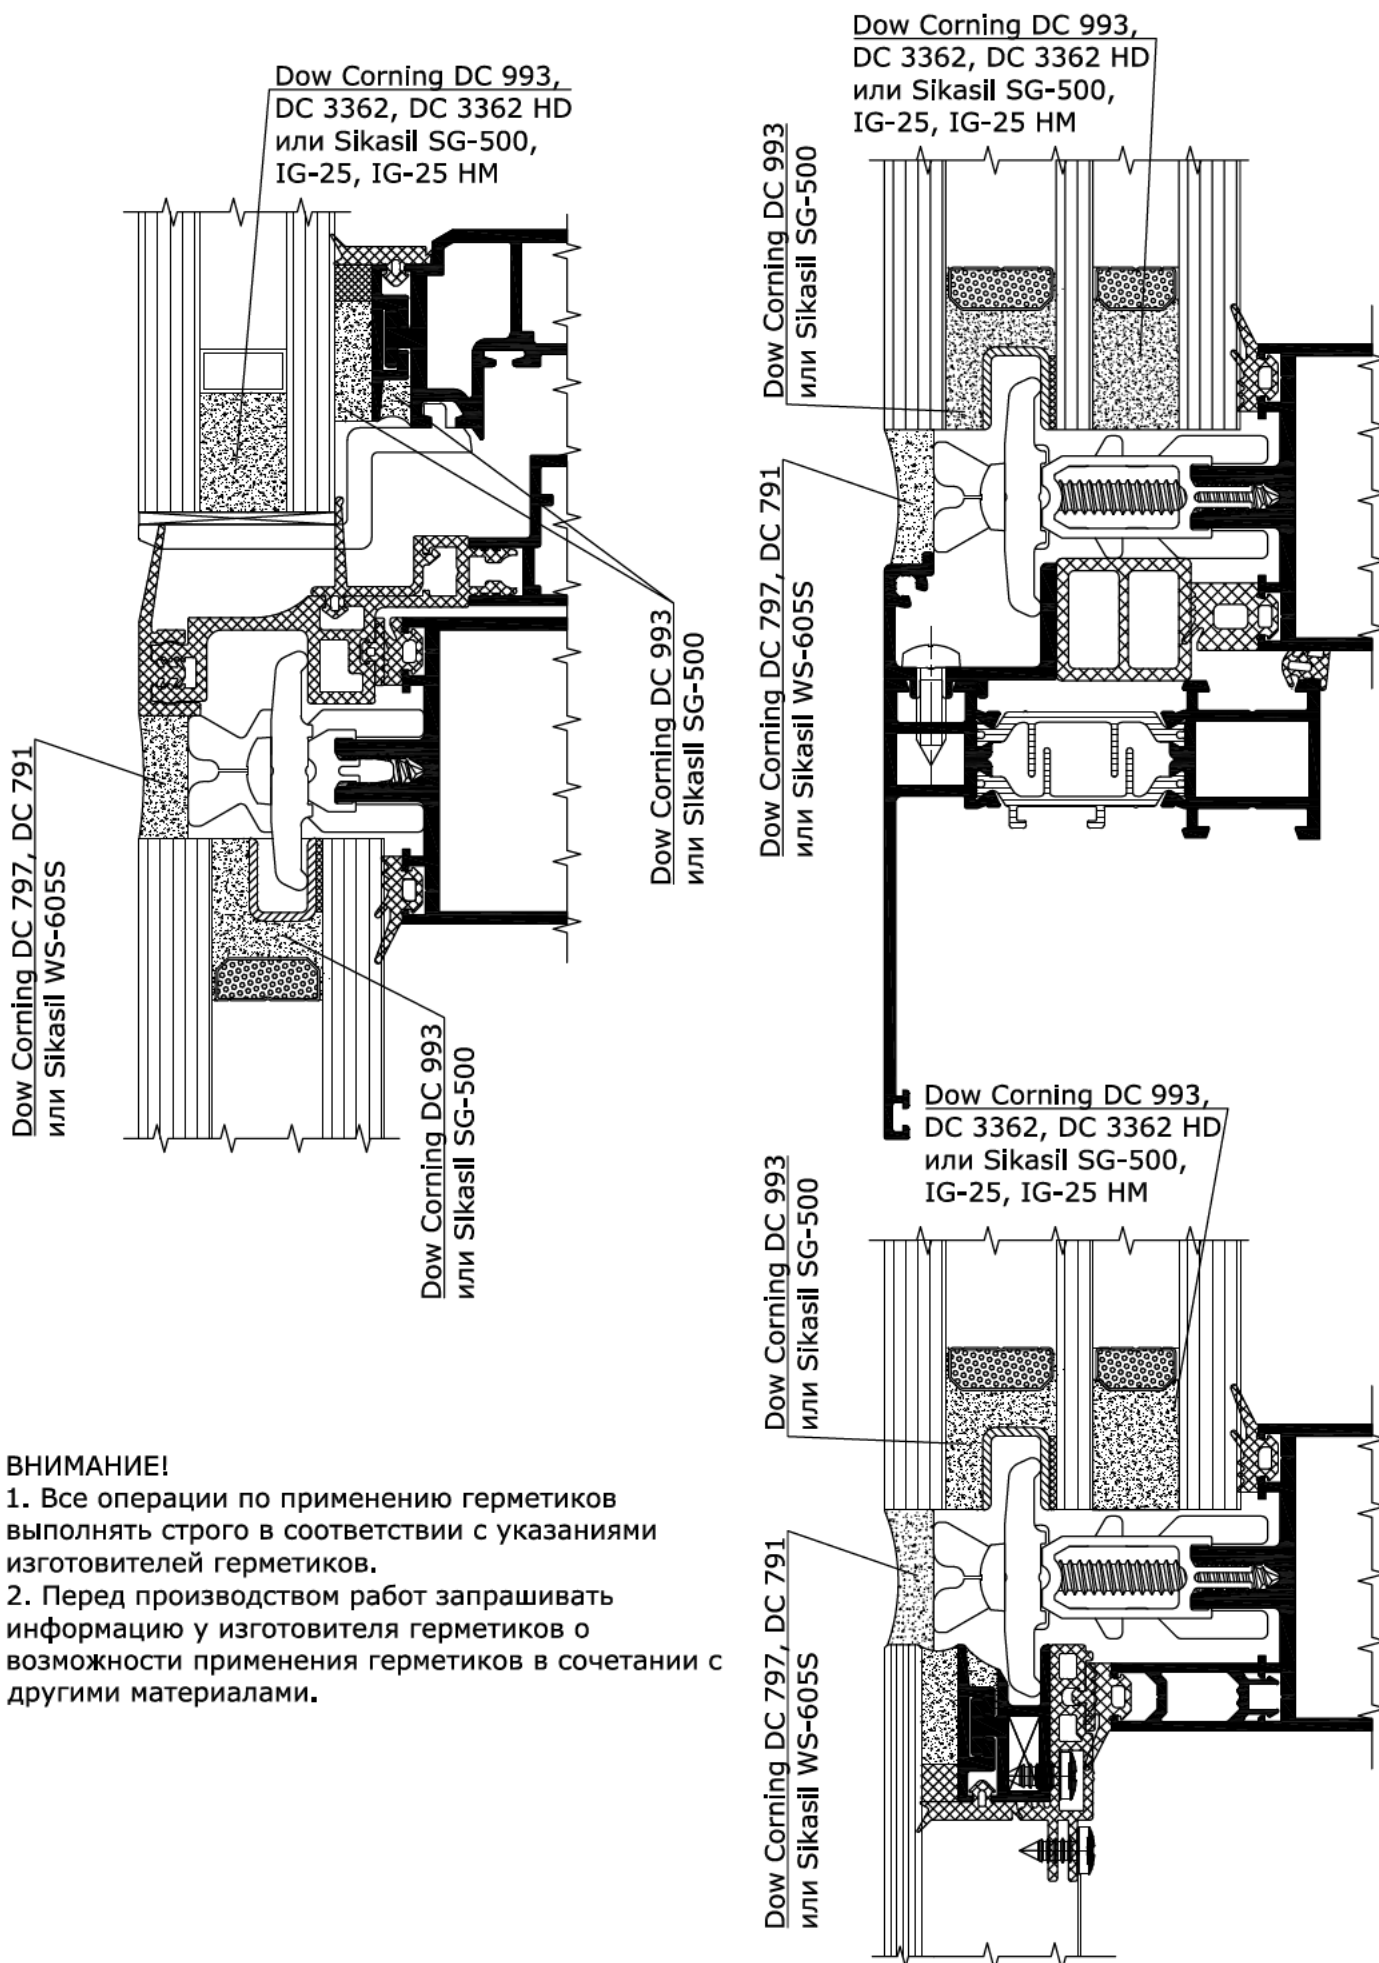 Dow Corning DC 993,
DC 3362, DC 3362 HD
или Sikasil SG-500,
IG-25, IG-25 HM
Dow Corning DC 993,
DC 3362, DC 3362 HD
или Sikasil SG-500,
IG-25, IG-25 HM
Dow Corning DC 993
или Sikasil SG-500
Dow Corning DC 797, DC 791
или Sikasil WS-605S
Dow Corning DC 993
или Sikasil SG-500
Dow Corning DC 797, DC 791
или Sikasil WS-605S
Dow Corning DC 993
или Sikasil SG-500
Dow Corning DC 993,
DC 3362, DC 3362 HD
или Sikasil SG-500,
IG-25, IG-25 HM
Dow Corning DC 993
или Sikasil SG-500
Dow Corning DC 797, DC 791
или Sikasil WS-605S
ВНИМАНИЕ!
1. Все операции по применению герметиков
выполнять строго в соответствии с указаниями
изготовителей герметиков.
2. Перед производством работ запрашивать
информацию у изготовителя герметиков о
возможности применения герметиков в сочетании с
другими материалами.